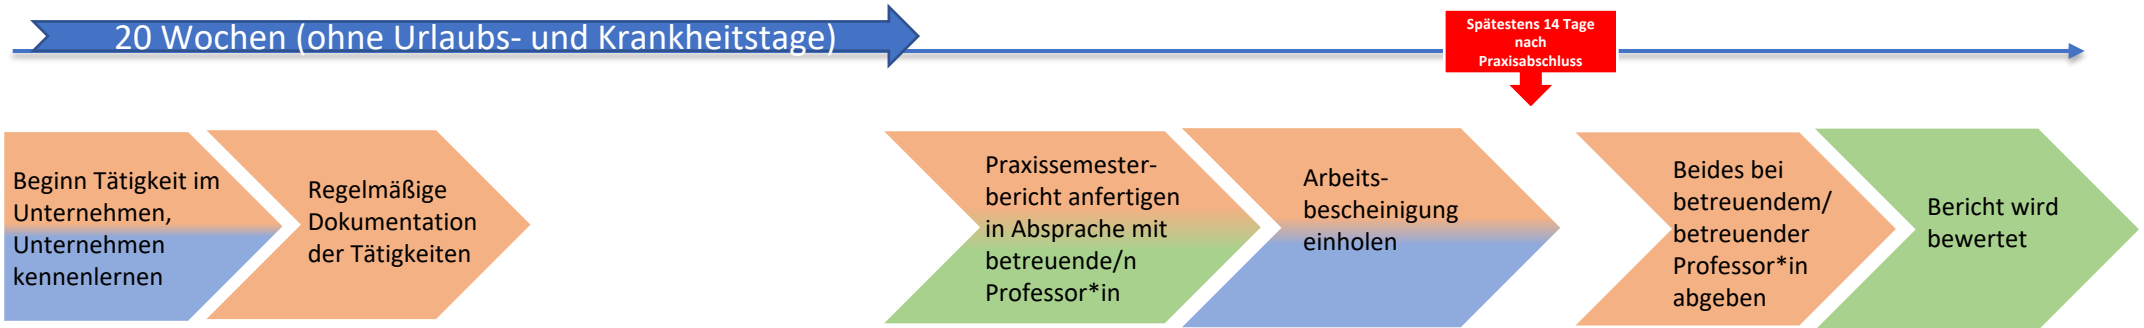 20 Wochen (ohne Urlaubs- und Krankheitstage)
Spätestens 14 Tage
nach
Praxisabschluss
Beginn Tätigkeit im
Unternehmen,
Unternehmen
kennenlernen
Regelmäßige
Dokumentation
der Tätigkeiten
Praxissemester-
bericht anfertigen
in Absprache mit
betreuende/n
Professor*in
Arbeits-
bescheinigung
einholen
Beides bei
betreuendem/
betreuender
Professor*in
abgeben
Bericht wird
bewertet